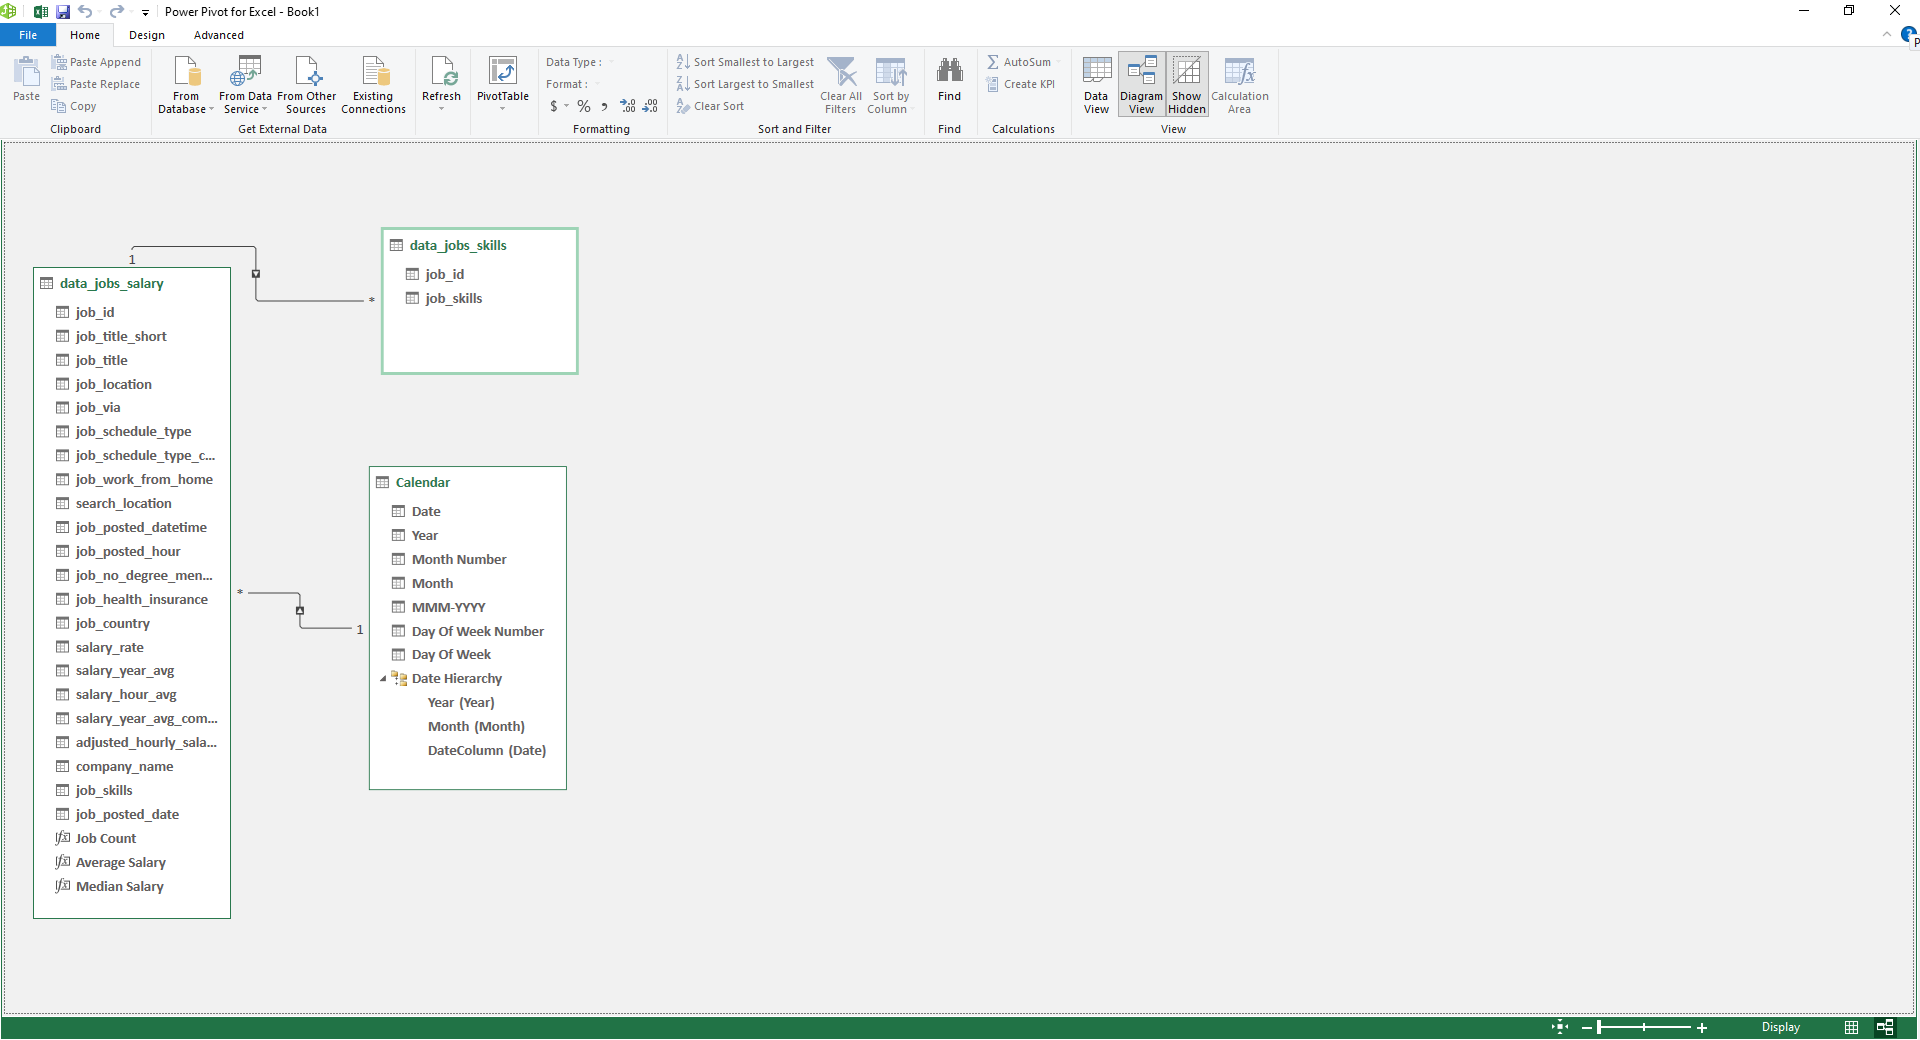 Power Pivot for Excel - Book1
File Home Design Advanced
Paste
Paste Append
Paste Replace
Copy
Clipboard
From Database
From Data Service
From Other Sources
Existing Connections
Get External Data
Refresh
PivotTable
Data Type :
Format :
$ % , .00 .00
Formatting
Sort Smallest to Largest
Sort Largest to Smallest
Clear Sort
Clear All Filters
Sort by Column
Sort and Filter
Find
Find
AutoSum
Create KPI
Calculations
Data View
Diagram View
Show Hidden
Calculation Area
View
1
*
data_jobs_skills
job_id
job_skills
data_jobs_salary
job_id
job_title_short
job_title
job_location
job_via
job_schedule_type
job_schedule_type_c...
job_work_from_home
search_location
job_posted_datetime
job_posted_hour
job_no_degree_men...
job_health_insurance
job_country
salary_rate
salary_year_avg
salary_hour_avg
salary_year_avg_com...
adjusted_hourly_sala...
company_name
job_skills
job_posted_date
Job Count
Average Salary
Median Salary
*
1
Calendar
Date
Year
Month Number
Month
MMM-YYYY
Day Of Week Number
Day Of Week
Date Hierarchy
Year (Year)
Month (Month)
DateColumn (Date)
Display